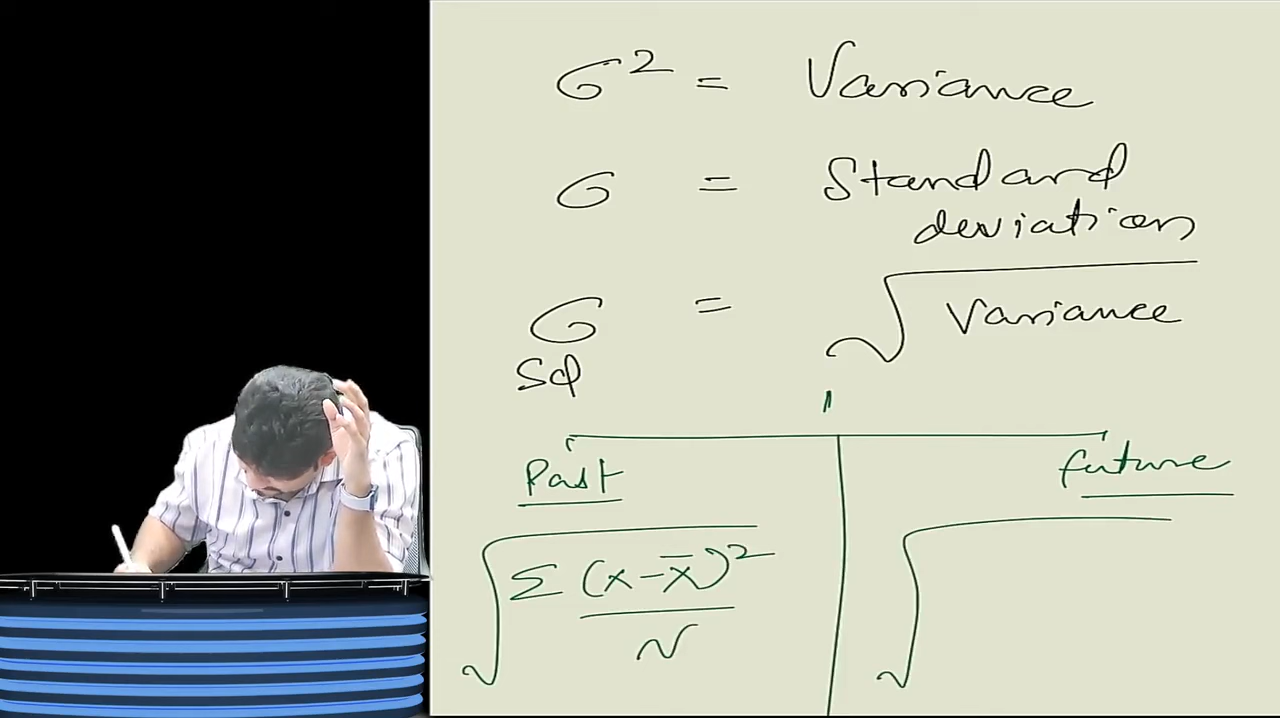 σ² = Variance
σ = Standard
deviation
σ = √Variance
SD
Past
future
√Σ(x-x̄)²
N
√